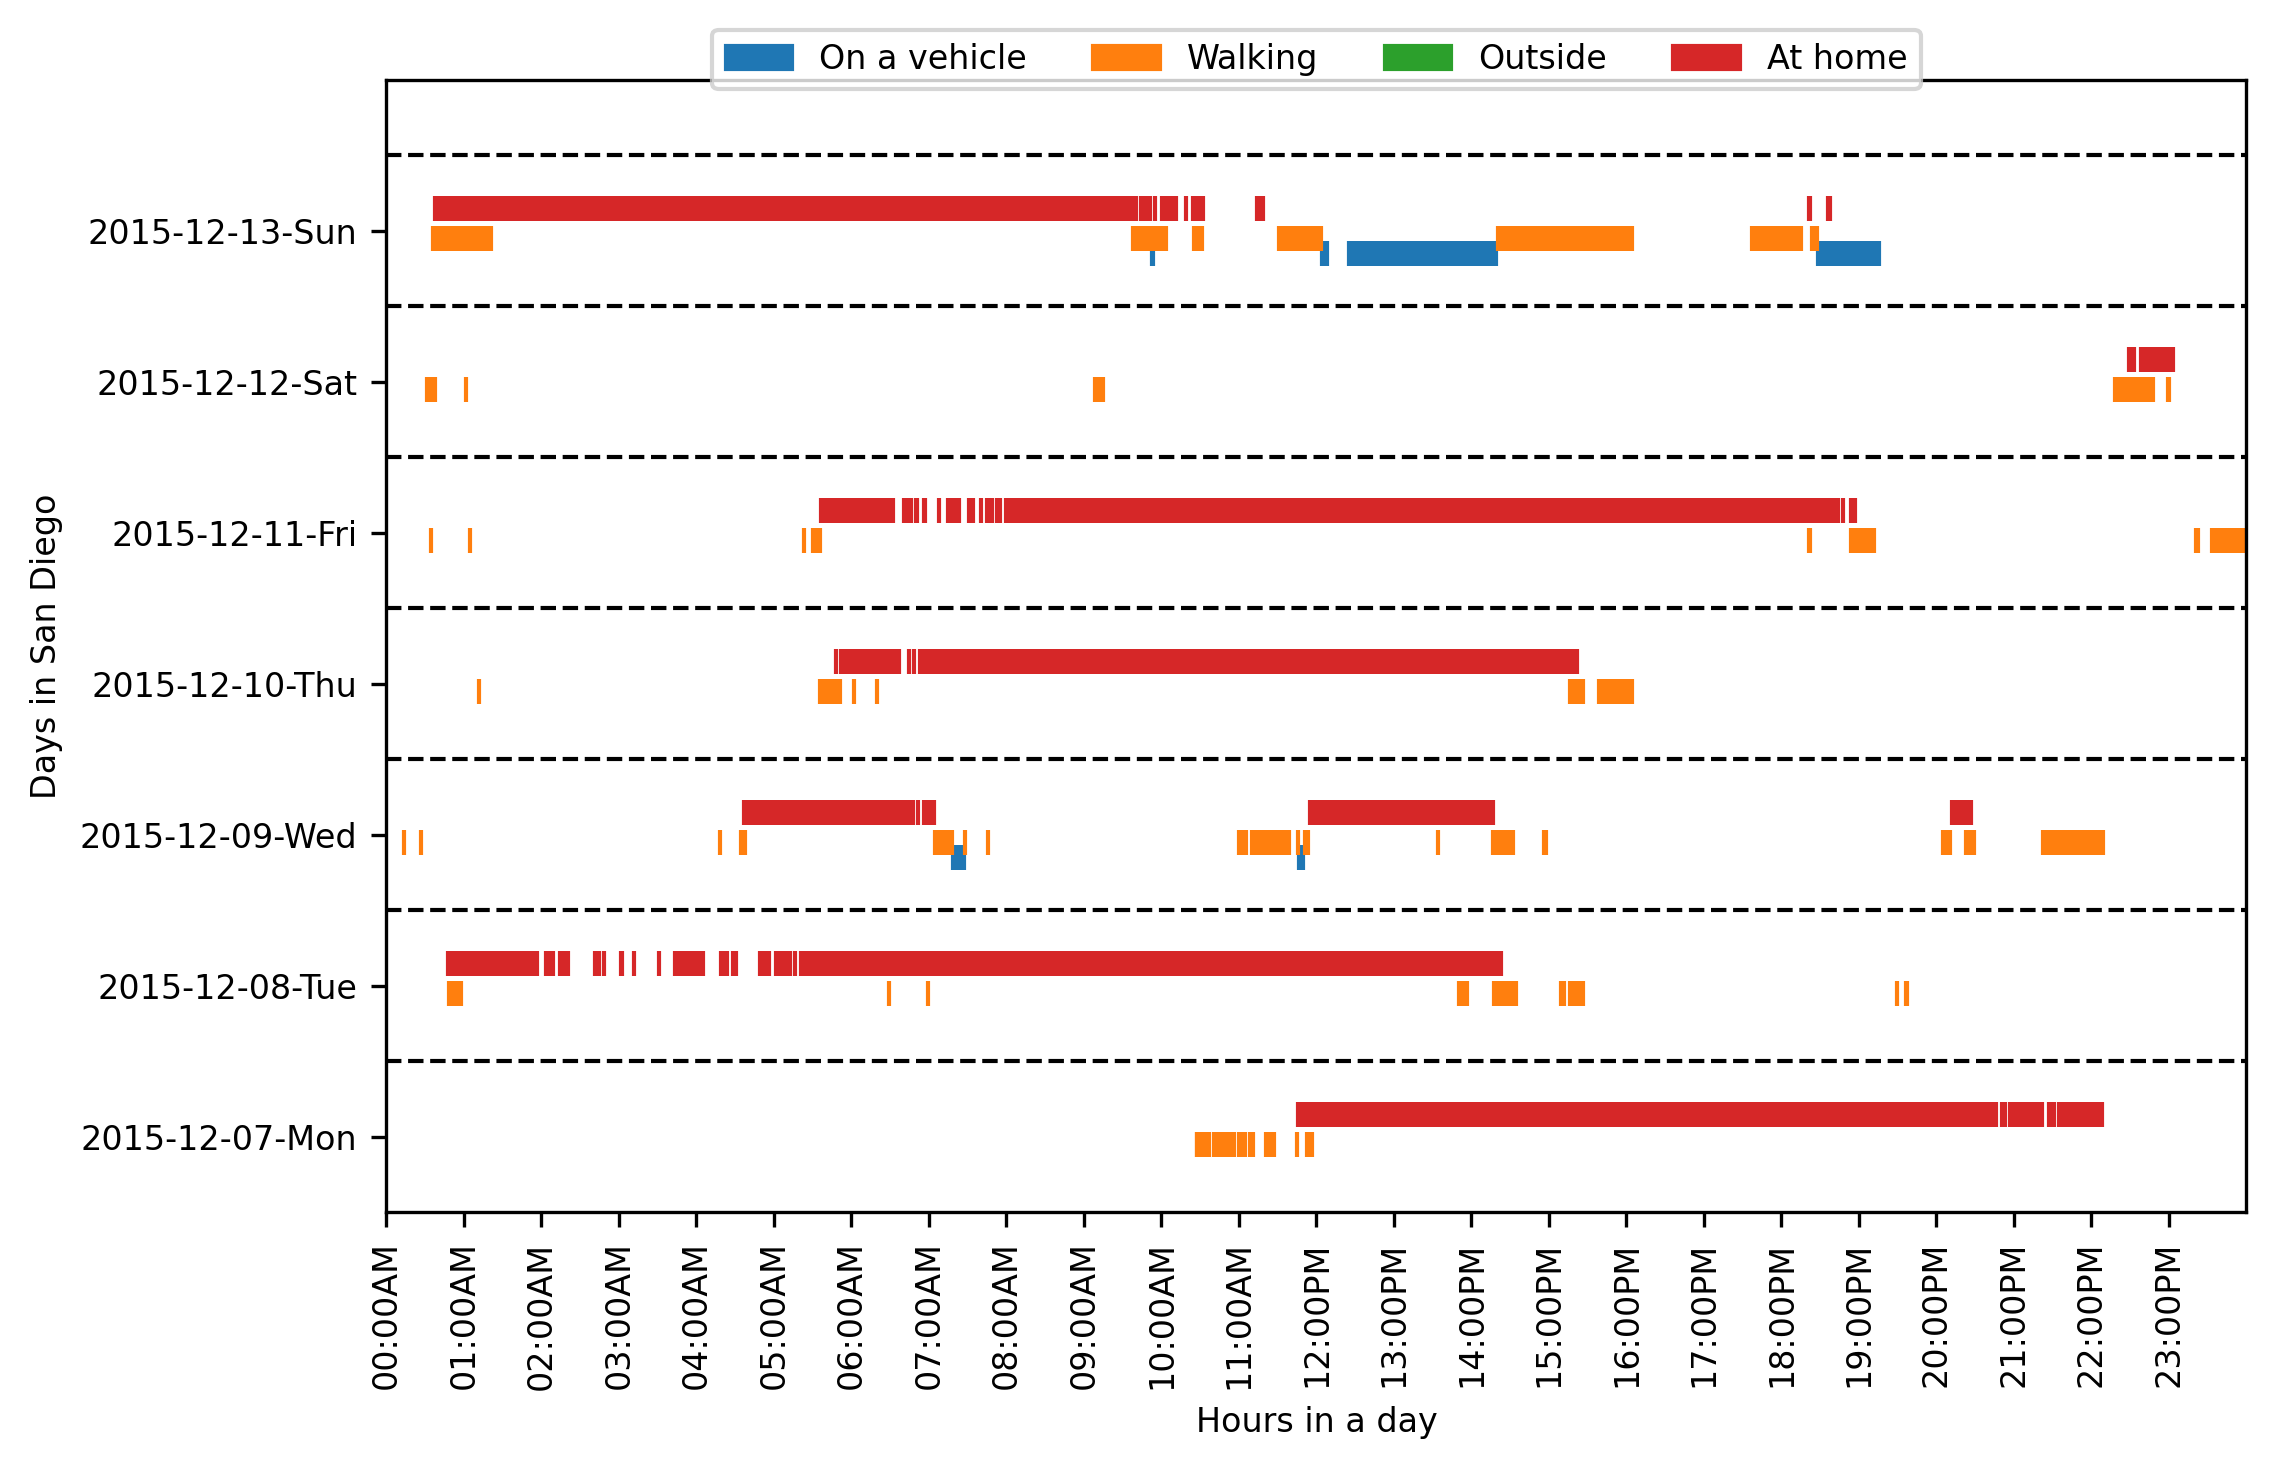 On a vehicle Walking Outside At home
2015-12-13-Sun
2015-12-12-Sat
2015-12-11-Fri
2015-12-10-Thu
2015-12-09-Wed
2015-12-08-Tue
2015-12-07-Mon
Days in San Diego
00:00AM
01:00AM
02:00AM
03:00AM
04:00AM
05:00AM
06:00AM
07:00AM
08:00AM
09:00AM
10:00AM
11:00AM
12:00PM
13:00PM
14:00PM
15:00PM
16:00PM
17:00PM
18:00PM
19:00PM
20:00PM
21:00PM
22:00PM
23:00PM
Hours in a day